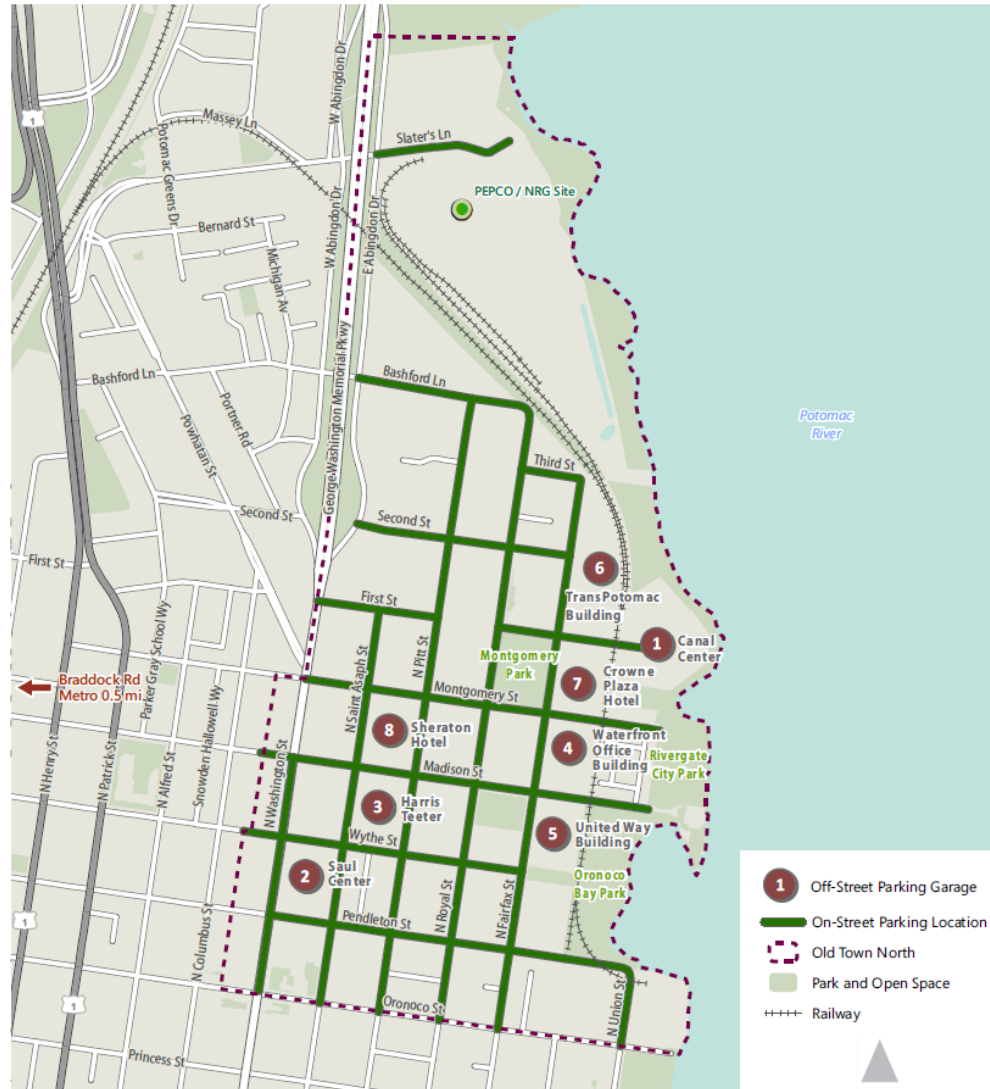 W Abingdon Dr
1
Massey Ln
Potomac Greens Dr
Slater's Ln
PEPCO / NRG Site
W Abingdon Dr
E Abingdon Dr
Bernard St
Michigan Av
George Washington Memorial Pkwy
Bashford Ln
Bashford Ln
Portner Rd
Powhatan St
Potomac
River
Third St
Second St
Second St
First St
6
TransPotomac
Building
First St
Parker Gray School Wy
N Saint Asaph St
N Pitt St
1
Canal
Center
Montgomery
Park
Braddock Rd
Metro 0.5 mi
7
Crowne
Plaza
Hotel
Montgomery St
Snowden Hallowell Wy
8
Sheraton
Hotel
4
Waterfront
Office
Building
Rivergate
City Park
N Henry St
N Patrick St
N Alfred St
N Washington St
Madison St
3
Harris
Teeter
5
United Way
Building
Wythe St
2
Saul
Center
Oronoco
Bay Park
N Columbus St
Pendleton St
N Royal St
N Fairfax St
1
N Union St
Oronoco St
1
Princess St
1
Off-Street Parking Garage
On-Street Parking Location
Old Town North
Park and Open Space
Railway